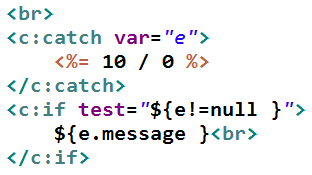 <br>
<c:catch var="e">
<%= 10 / 0 %>
</c:catch>
<c:if test="${e!=null }">
${e.message }<br>
</c:if>